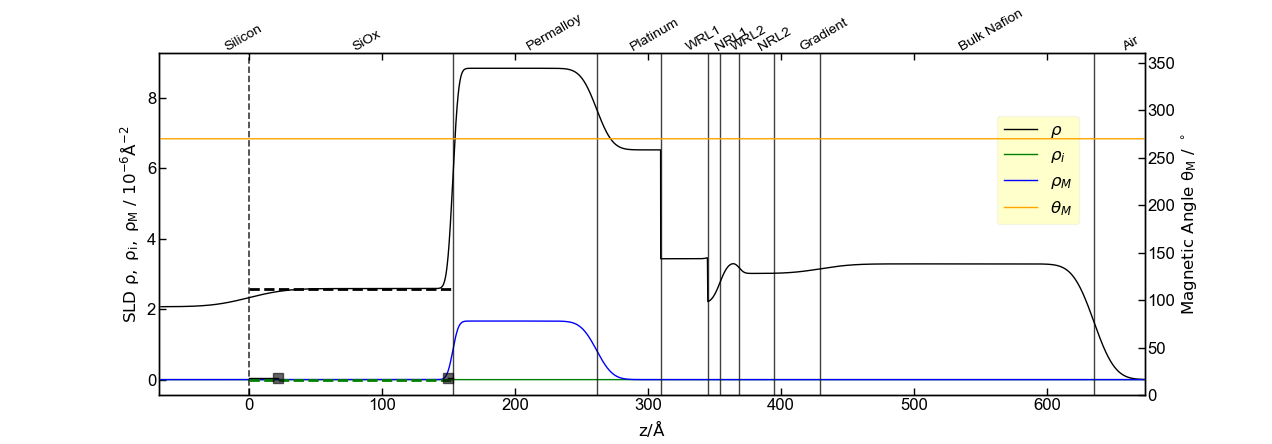 Silicon
SiOx
Permalloy
Platinum
WRL1
NRL1
WRL2
NRL2
Gradient
Bulk Nafion
Air
SLD ρ, ρi, ρM / 10−6Å−2
8
6
4
2
0
350
300
250
200
150
100
50
0
Magnetic Angle θM / °
ρ
ρi
ρM
θM
0 100 200 300 400 500 600
z/Å